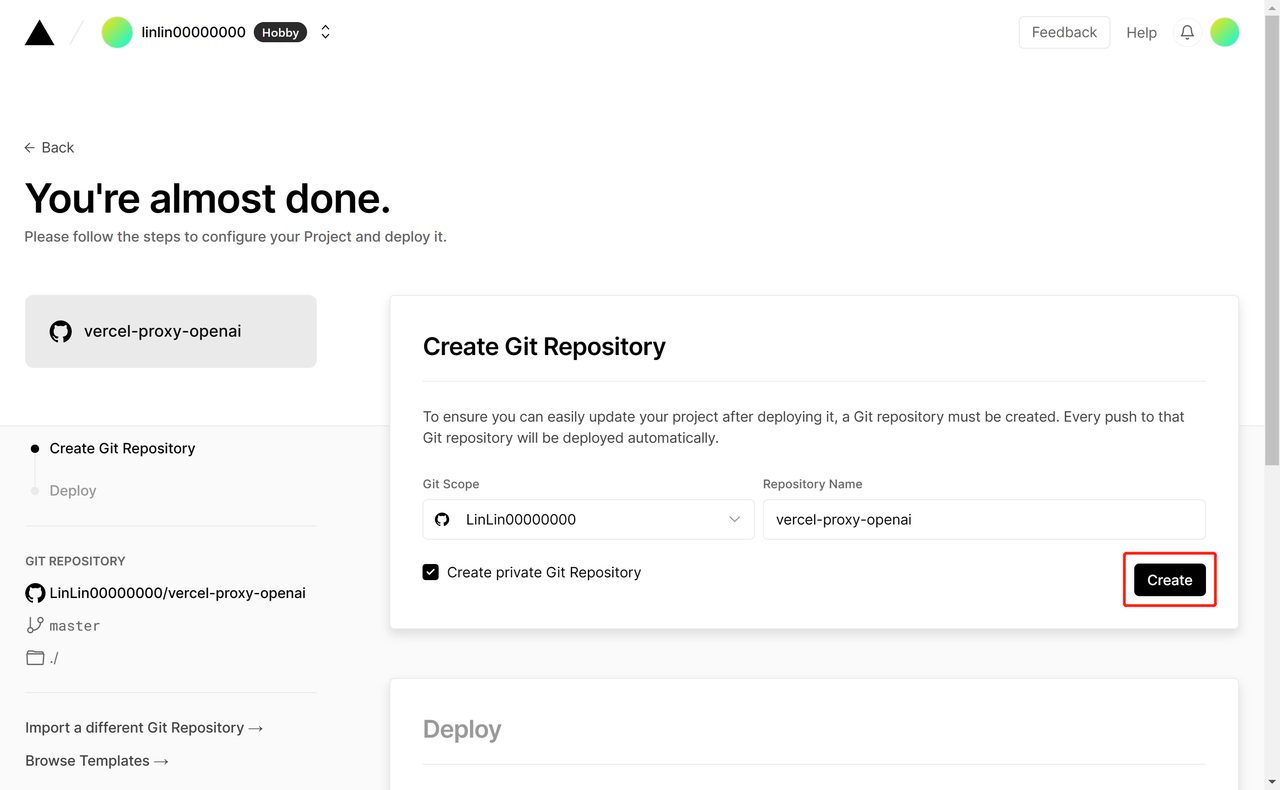 linlin00000000 Hobby
Feedback Help
← Back
You're almost done.
Please follow the steps to configure your Project and deploy it.
vercel-proxy-openai
Create Git Repository
Deploy
GIT REPOSITORY
LinLin00000000/vercel-proxy-openai
master
./
Import a different Git Repository →
Browse Templates →
Create Git Repository
To ensure you can easily update your project after deploying it, a Git repository must be created. Every push to that
Git repository will be deployed automatically.
Git Scope
LinLin00000000
Repository Name
vercel-proxy-openai
Create private Git Repository
Create
Deploy